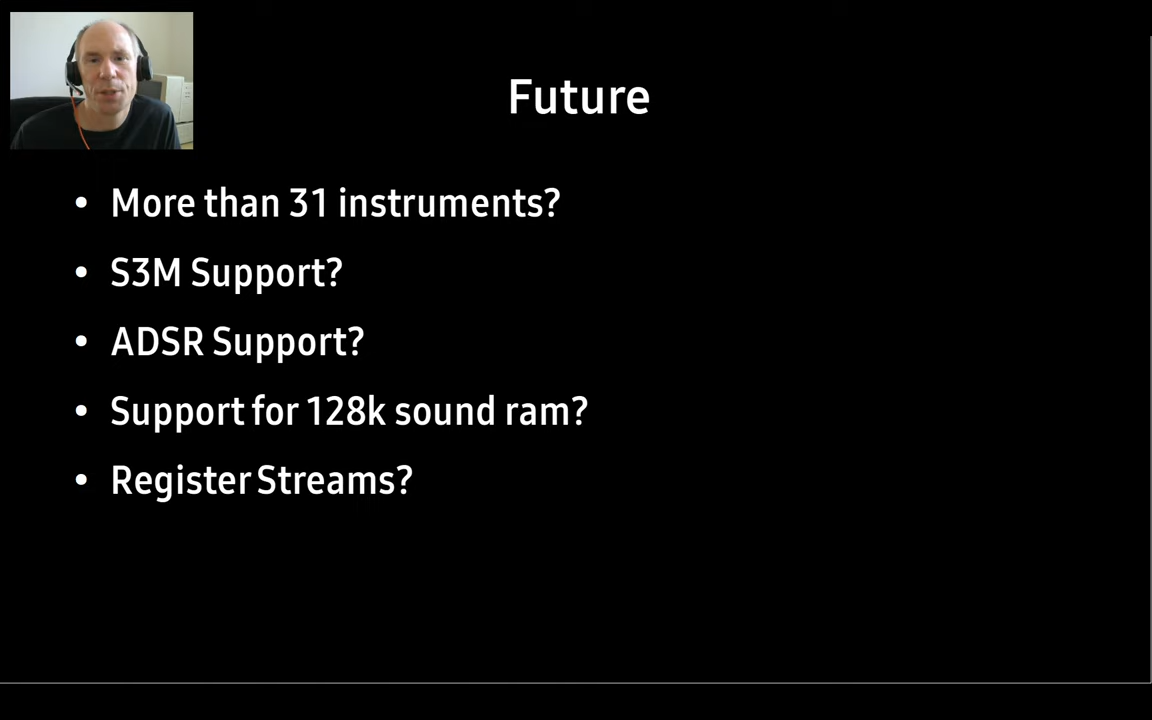 Future
• More than 31 instruments?
• S3M Support?
• ADSR Support?
• Support for 128k sound ram?
• Register Streams?